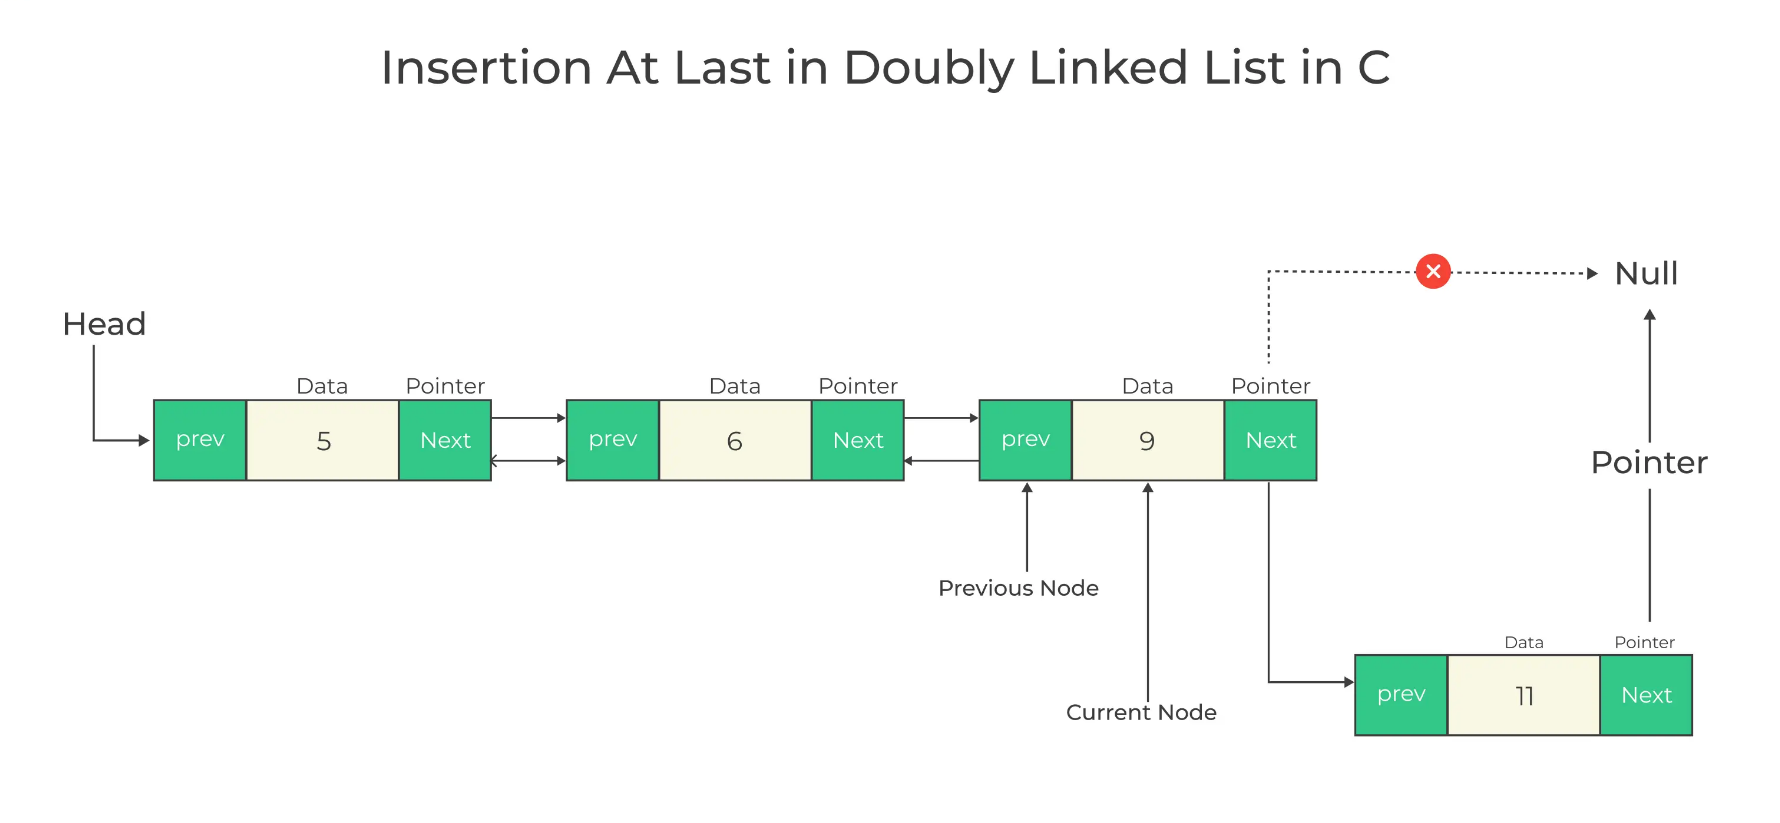 Insertion At Last in Doubly Linked List in C
Null
Head
Data Pointer Data Pointer Data Pointer
prev 5 Next prev 6 Next prev 9 Next
Pointer
Previous Node
Data Pointer
prev 11 Next
Current Node